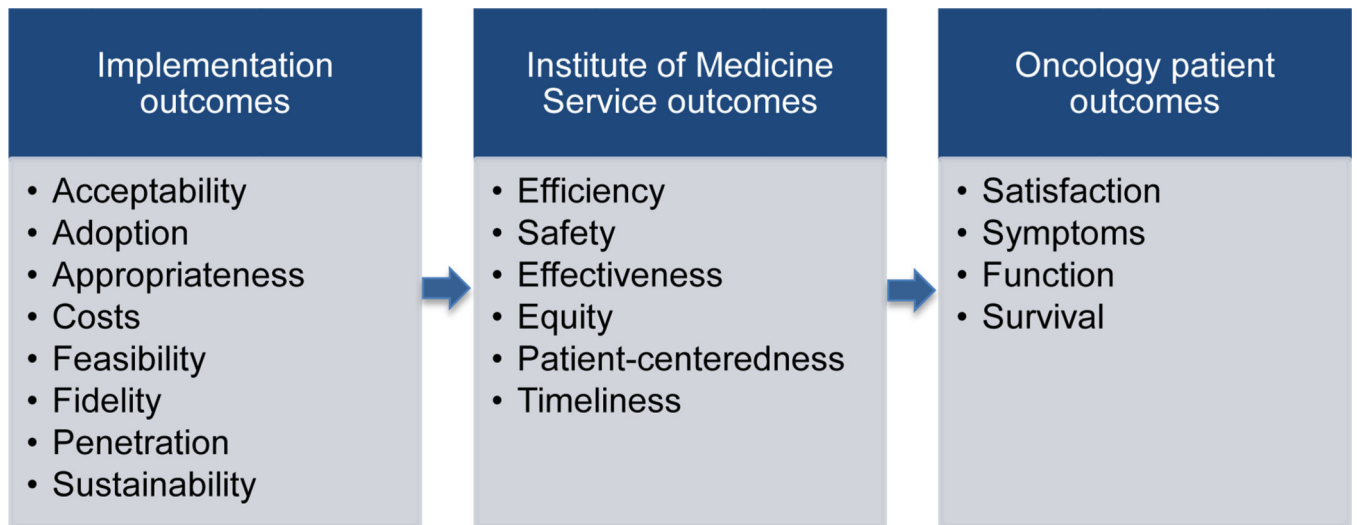 Implementation
outcomes
• Acceptability
• Adoption
• Appropriateness
• Costs
• Feasibility
• Fidelity
• Penetration
• Sustainability
Institute of Medicine
Service outcomes
• Efficiency
• Safety
• Effectiveness
• Equity
• Patient-centeredness
• Timeliness
Oncology patient
outcomes
• Satisfaction
• Symptoms
• Function
• Survival